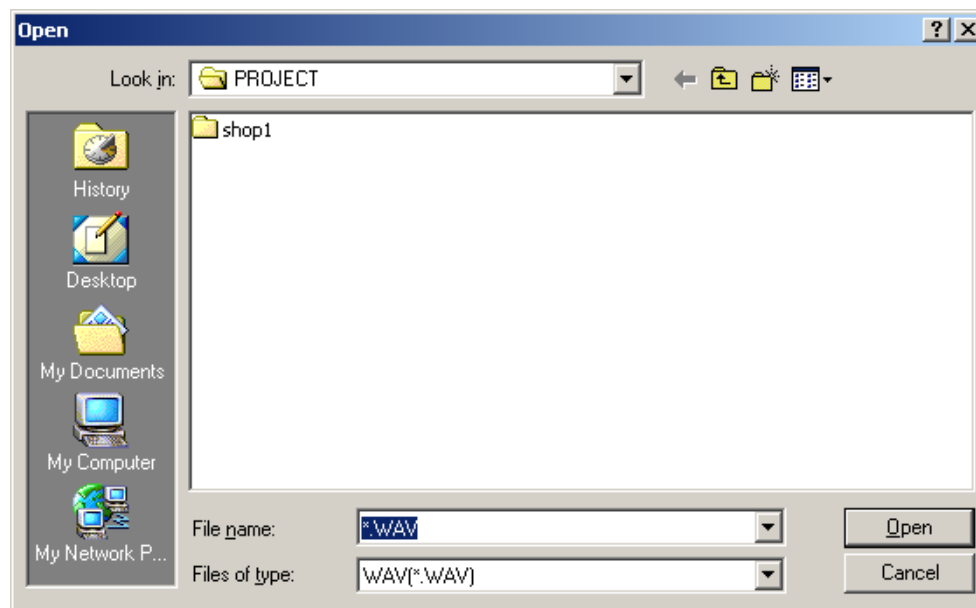 Open
Look in: PROJECT
shop1
History
Desktop
My Documents
My Computer
My Network P...
File name: *.WAV Open
Files of type: WAV(*.WAV) Cancel